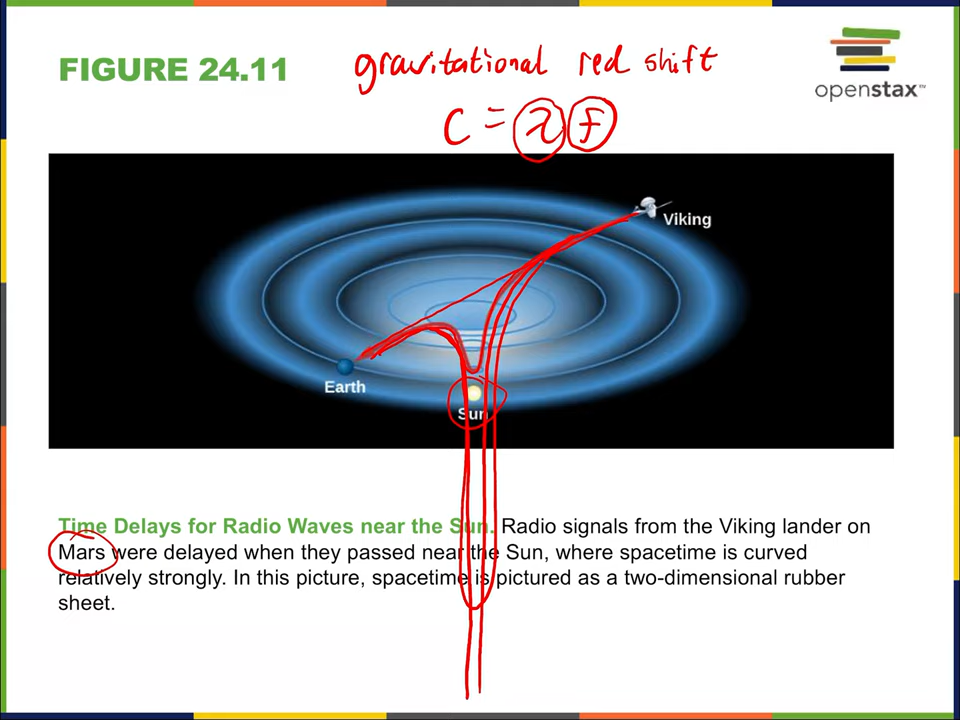 FIGURE 24.11
gravitational red shift
openstax™
C = λ f
Viking
Earth
Sun
Time Delays for Radio Waves near the Sun. Radio signals from the Viking lander on
Mars were delayed when they passed near the Sun, where spacetime is curved
relatively strongly. In this picture, spacetime is pictured as a two-dimensional rubber
sheet.